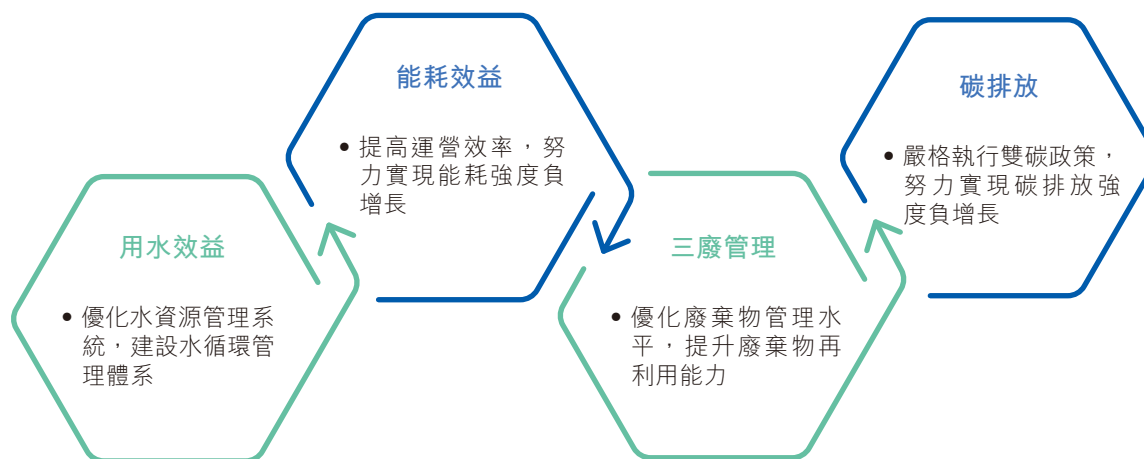 用水效益
• 優化水資源管理系
統，建設水循環管
理體系
能耗效益
• 提高運營效率，努
力實現能耗強度負
增長
三廢管理
• 優化廢棄物管理水
平，提升廢棄物再
利用能力
碳排放
• 嚴格執行雙碳政策，
努力實現碳排放強
度負增長